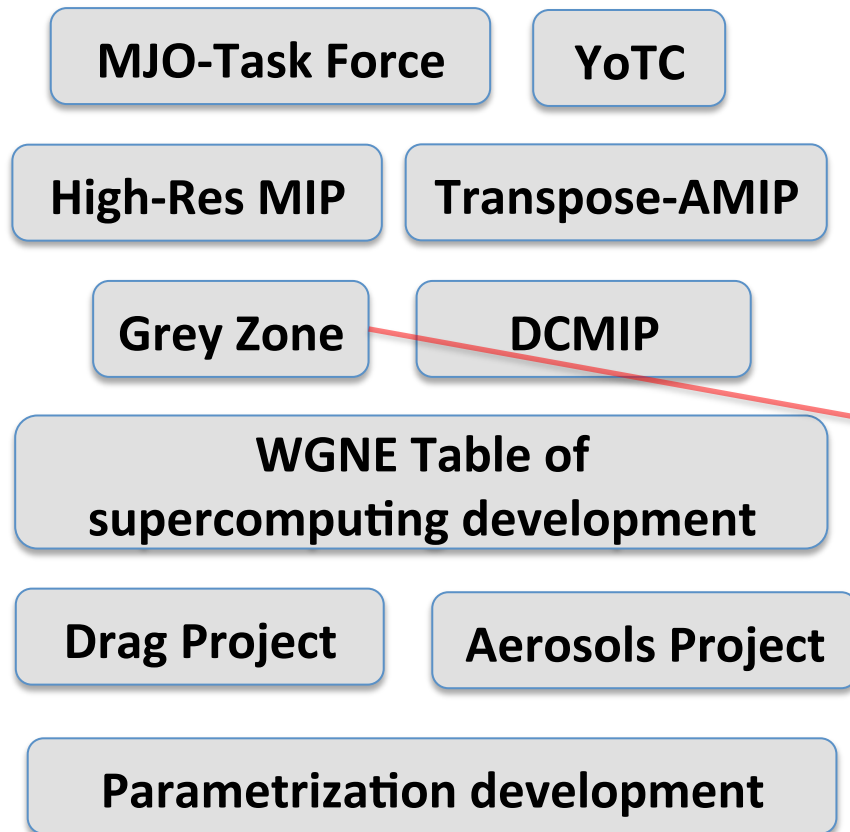 MJO-Task Force
YoTC
High-Res MIP
Transpose-AMIP
Grey Zone
DCMIP
WGNE Table of
supercomputing development
Drag Project
Aerosols Project
Parametrization development